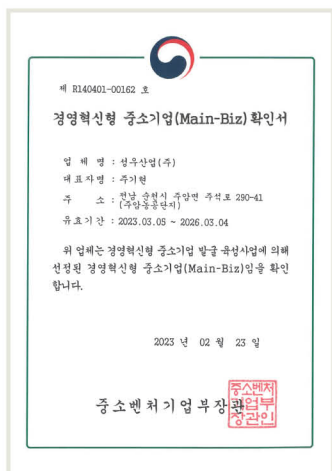 제 R140401-00162 호
경영혁신형 중소기업(Main-Biz)확인서
업 체 명 : 성우산업(주)
대표자명 : 주기현
주 소 : 전남 순천시 주암면 주석로 290-41
(주암농공단지)
유효기간 : 2023.03.05 ~ 2026.03.04
위 업체는 경영혁신형 중소기업 발굴 육성사업에 의해
선정된 경영혁신형 중소기업(Main-Biz)임을 확인
합니다.
2023 년 02 월 23 일
중소벤처기업부장관
중소벤처
기업부
장관인